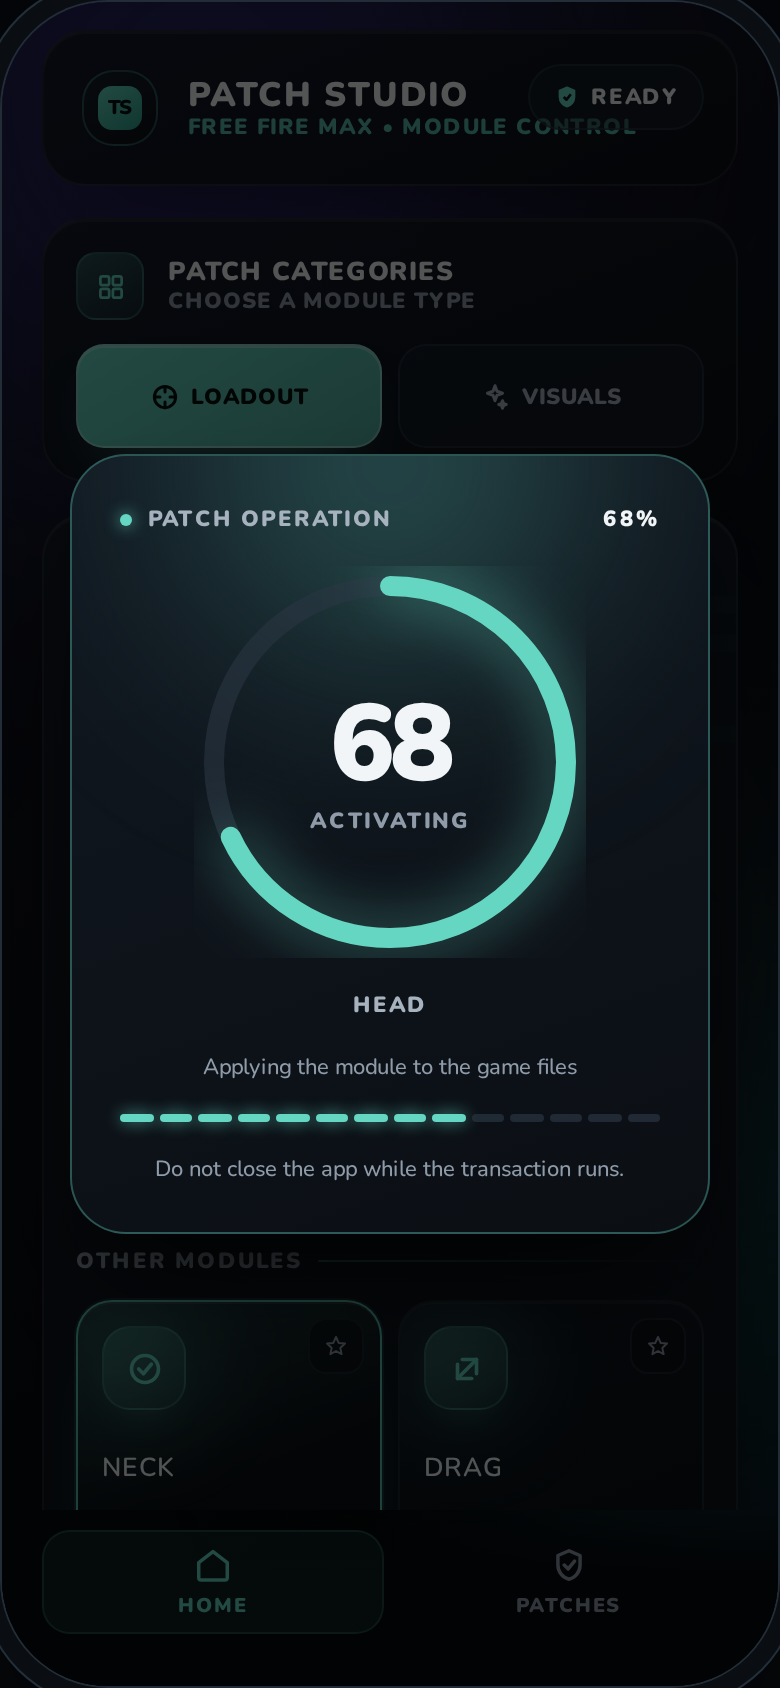 TS
PATCH STUDIO
READY
FREE FIRE MAX • MODULE CONTROL
PATCH CATEGORIES
CHOOSE A MODULE TYPE
LOADOUT
VISUALS
PATCH OPERATION
68%
68
ACTIVATING
HEAD
Applying the module to the game files
Do not close the app while the transaction runs.
OTHER MODULES
NECK
DRAG
HOME
PATCHES